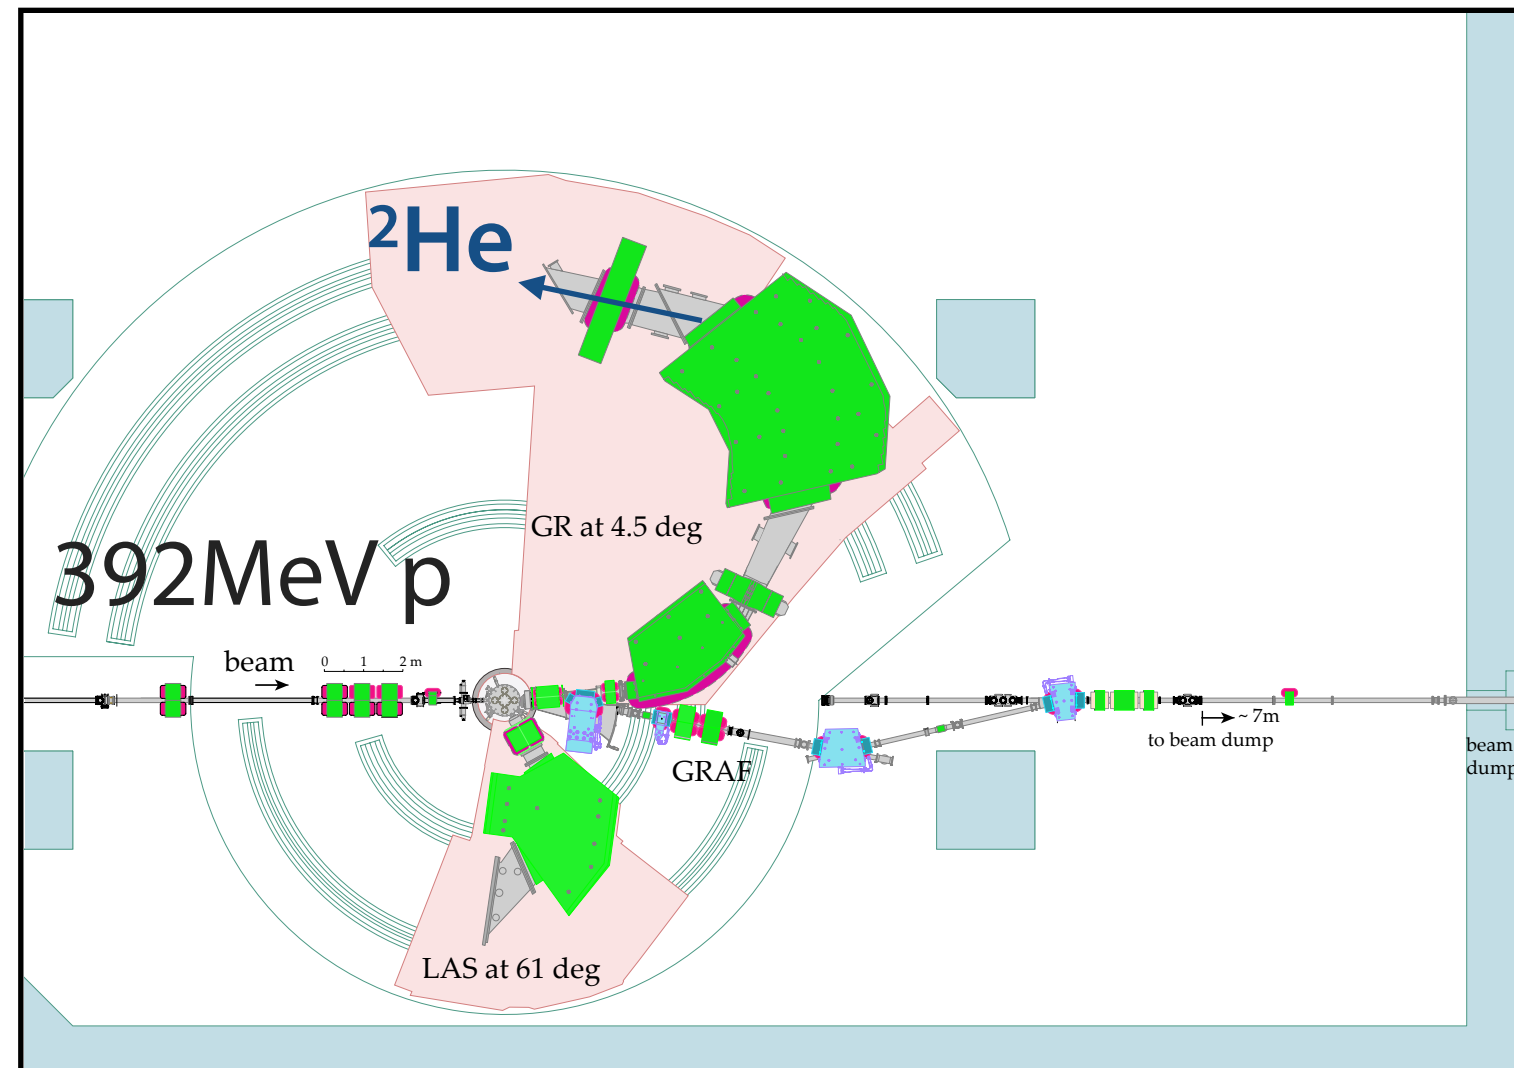 ²He
GR at 4.5 deg
392MeV p
beam
0 1 2 m
~ 7m
to beam dump
beam
dump
GRAF
LAS at 61 deg